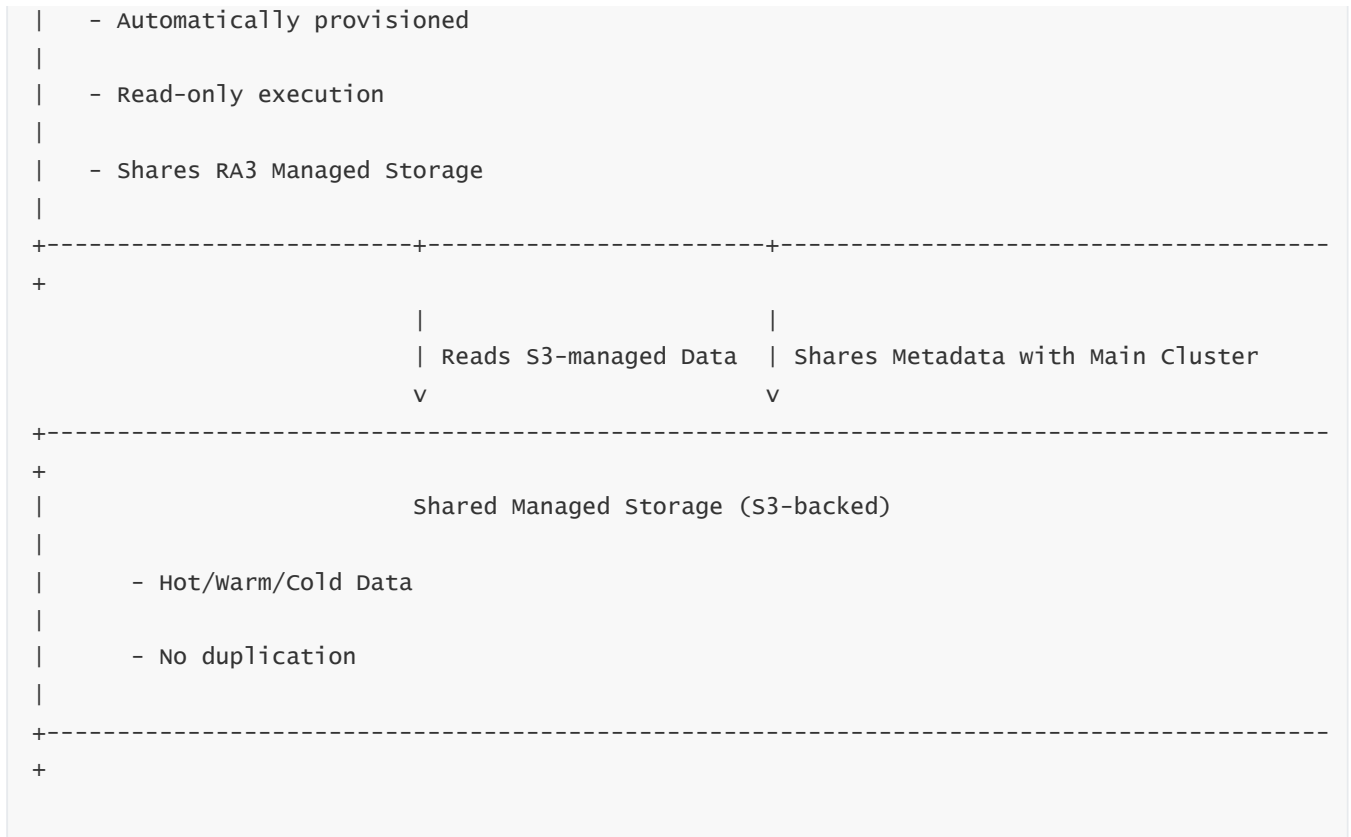 |   - Automatically provisioned
|
|   - Read-only execution
|
|   - Shares RA3 Managed Storage
|
+--------------------------+------------------------+---------------------------------------
+
                           |                        |
                           | Reads S3-managed Data  | Shares Metadata with Main Cluster
                           v                        v
+-------------------------------------------------------------------------------------------
+
|                          Shared Managed Storage (S3-backed)
|
|      - Hot/Warm/Cold Data
|
|      - No duplication
|
+-------------------------------------------------------------------------------------------
+